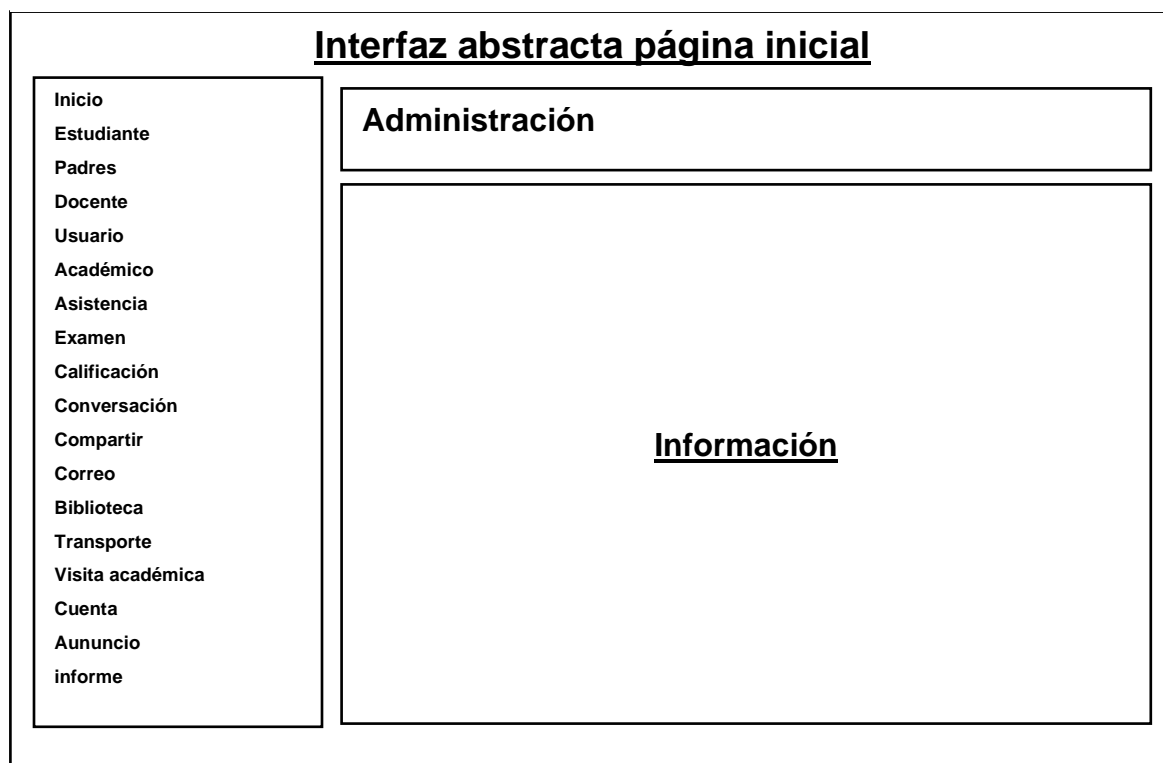 Interfaz abstracta página inicial
Inicio
Estudiante
Padres
Docente
Usuario
Académico
Asistencia
Examen
Calificación
Conversación
Compartir
Correo
Biblioteca
Transporte
Visita académica
Cuenta
Aununcio
informe
Administración
Información